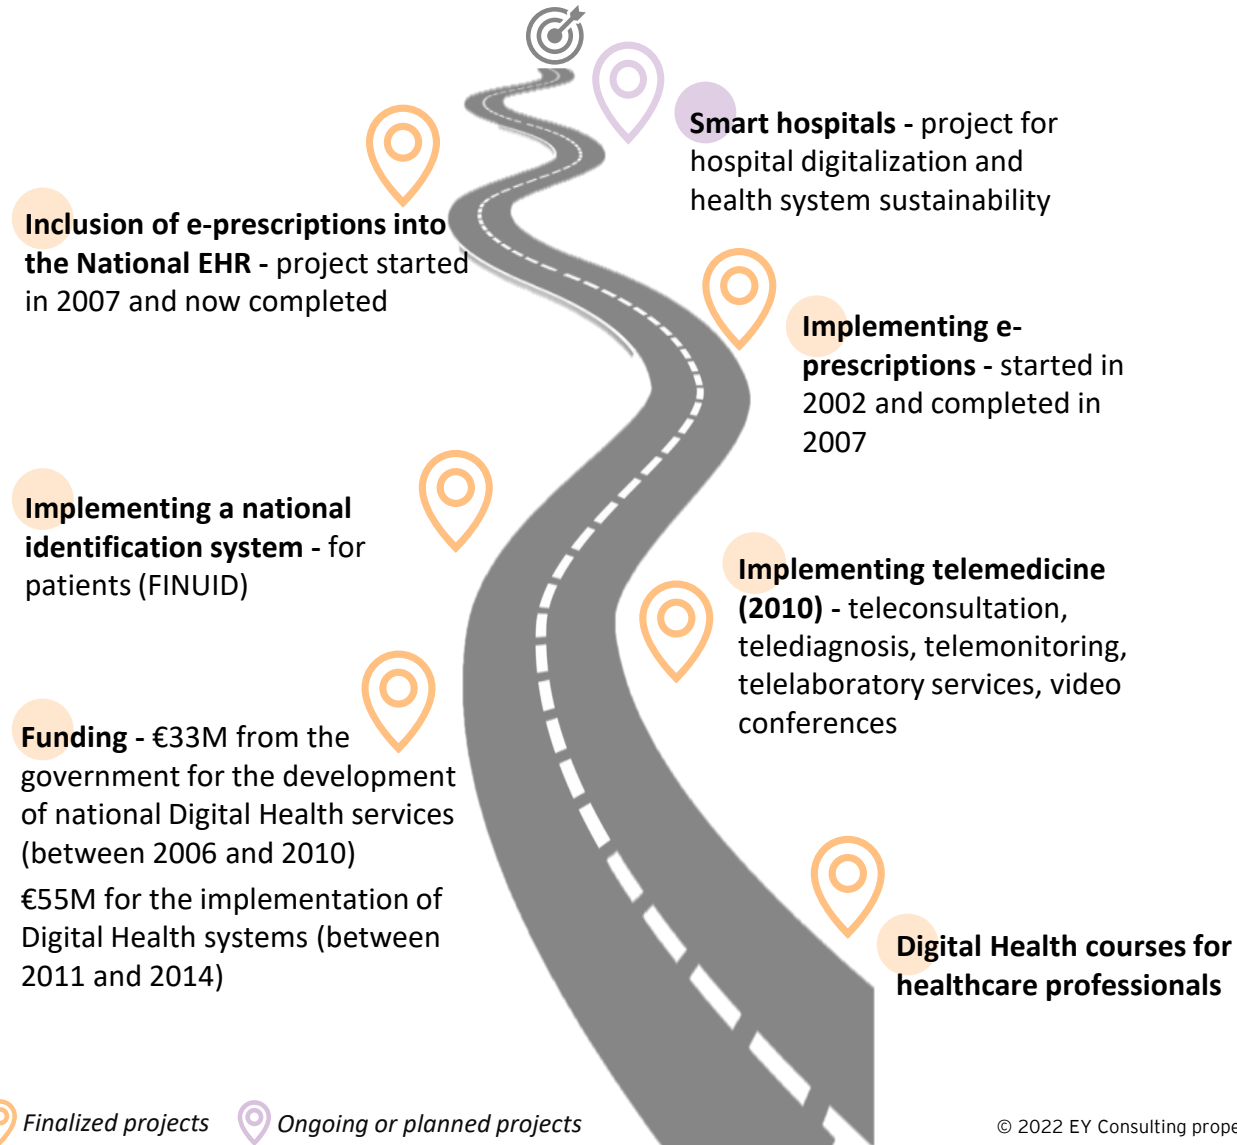 Smart hospitals - project for
hospital digitalization and
health system sustainability
Inclusion of e-prescriptions into
the National EHR - project started
in 2007 and now completed
Implementing e-
prescriptions - started in
2002 and completed in
2007
Implementing a national
identification system - for
patients (FINUID)
Implementing telemedicine
(2010) - teleconsultation,
telediagnosis, telemonitoring,
telelaboratory services, video
conferences
Funding - €33M from the
government for the development
of national Digital Health services
(between 2006 and 2010)
€55M for the implementation of
Digital Health systems (between
2011 and 2014)
Digital Health courses for
healthcare professionals
Finalized projects
Ongoing or planned projects
© 2022 EY Consulting prope